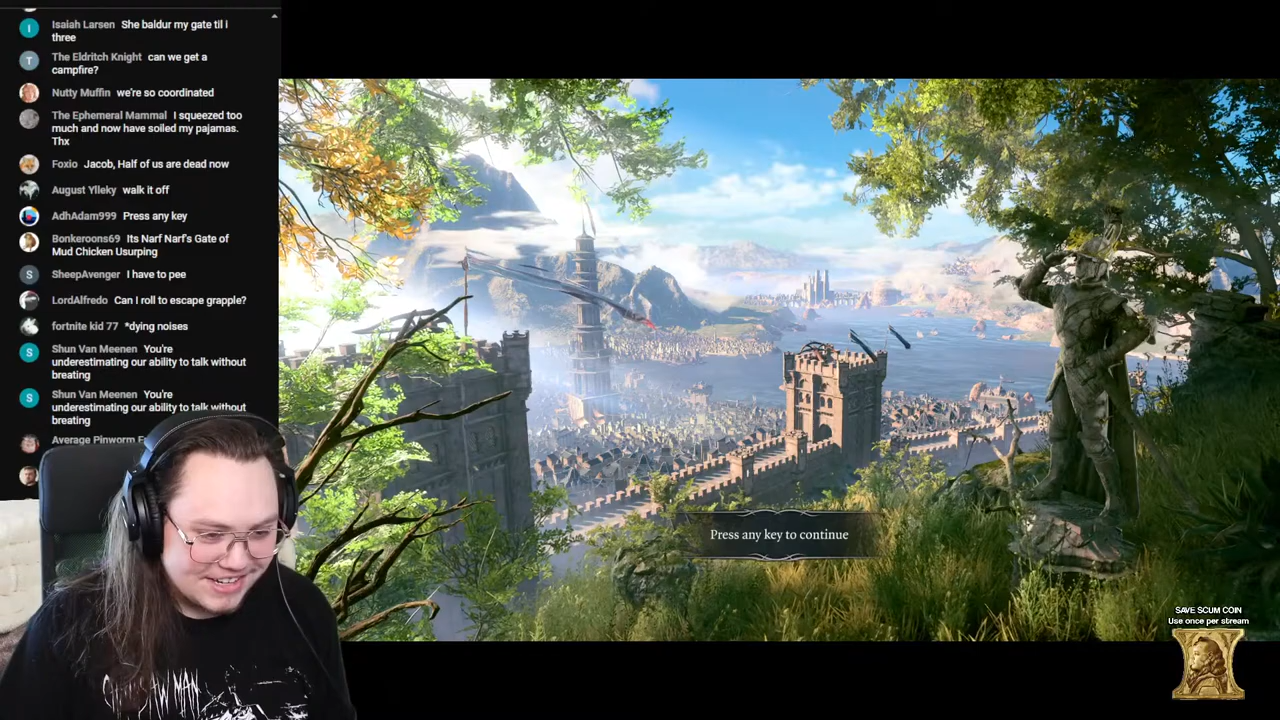 Isaiah Larsen She baldur my gate til i
three
The Eldritch Knight can we get a
campfire?
Nutty Muffin we're so coordinated
The Ephemeral Mammal I squeezed too
much and now have soiled my pajamas.
Thx
Foxio Jacob, Half of us are dead now
August Ylleky walk it off
AdhAdam999 Press any key
Bonkeroons69 Its Narf Narf's Gate of
Mud Chicken Usurping
SheepAvenger I have to pee
LordAlfredo Can I roll to escape grapple?
fortnite kid 77 *dying noises
Shun Van Meenen You're
underestimating our ability to talk without
breating
Shun Van Meenen You're
underestimating our ability to talk without
breating
Average Pinworm
Press any key to continue
SAVE SCUM COIN
Use once per stream